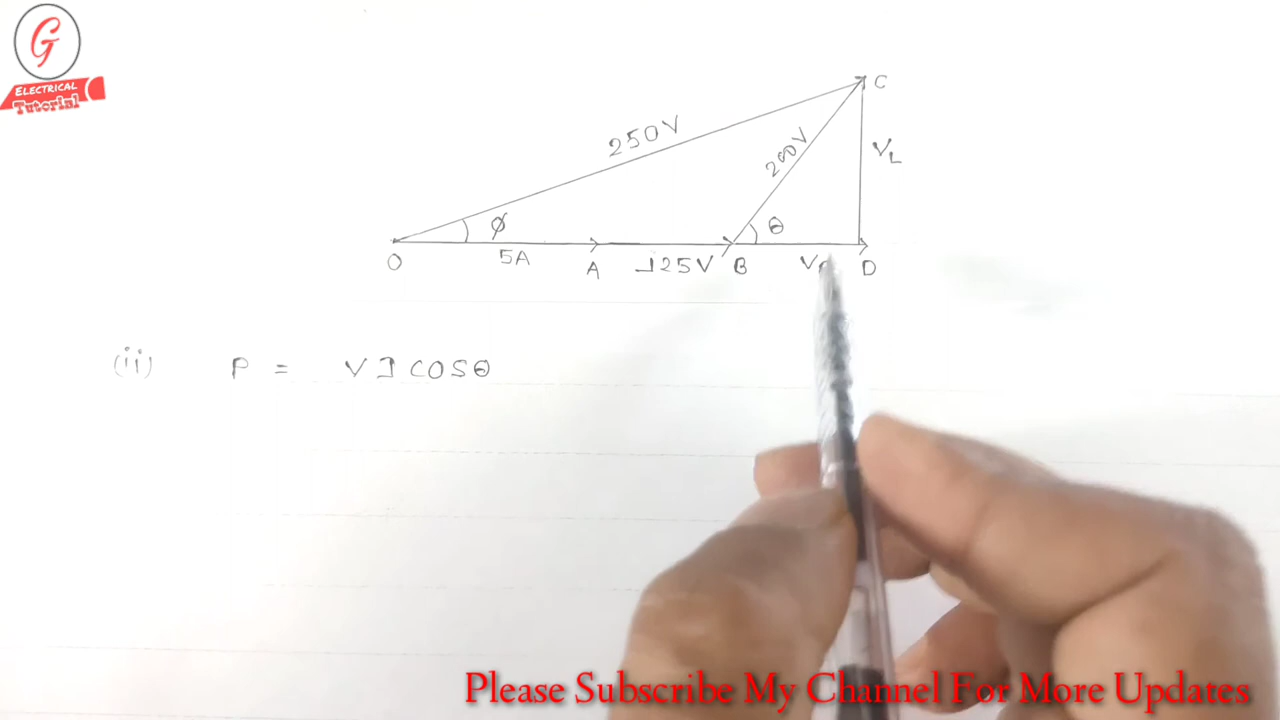 G
ELECTRICAL
Tutorial
250V
C
200V
VL
φ
θ
O
5A
A
125V
B
D
(ii) P = VI COSθ
Please Subscribe My Channel For More Updates